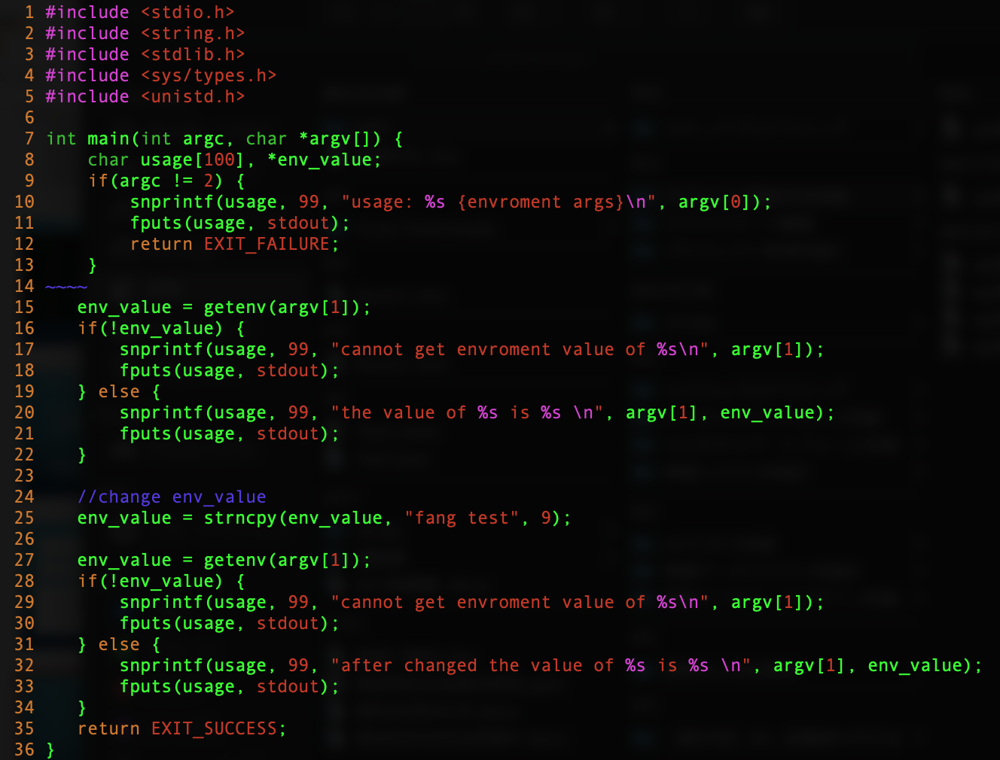 1 #include <stdio.h>
2 #include <string.h>
3 #include <stdlib.h>
4 #include <sys/types.h>
5 #include <unistd.h>
6
7 int main(int argc, char *argv[]) {
8     char usage[100], *env_value;
9     if(argc != 2) {
10         snprintf(usage, 99, "usage: %s {envroment args}\n", argv[0]);
11         fputs(usage, stdout);
12         return EXIT_FAILURE;
13     }
14 ~~~~
15    env_value = getenv(argv[1]);
16    if(!env_value) {
17        snprintf(usage, 99, "cannot get envroment value of %s\n", argv[1]);
18        fputs(usage, stdout);
19    } else {
20        snprintf(usage, 99, "the value of %s is %s \n", argv[1], env_value);
21        fputs(usage, stdout);
22    }
23
24    //change env_value
25    env_value = strncpy(env_value, "fang test", 9);
26
27    env_value = getenv(argv[1]);
28    if(!env_value) {
29        snprintf(usage, 99, "cannot get envroment value of %s\n", argv[1]);
30        fputs(usage, stdout);
31    } else {
32        snprintf(usage, 99, "after changed the value of %s is %s \n", argv[1], env_value);
33        fputs(usage, stdout);
34    }
35    return EXIT_SUCCESS;
36 }